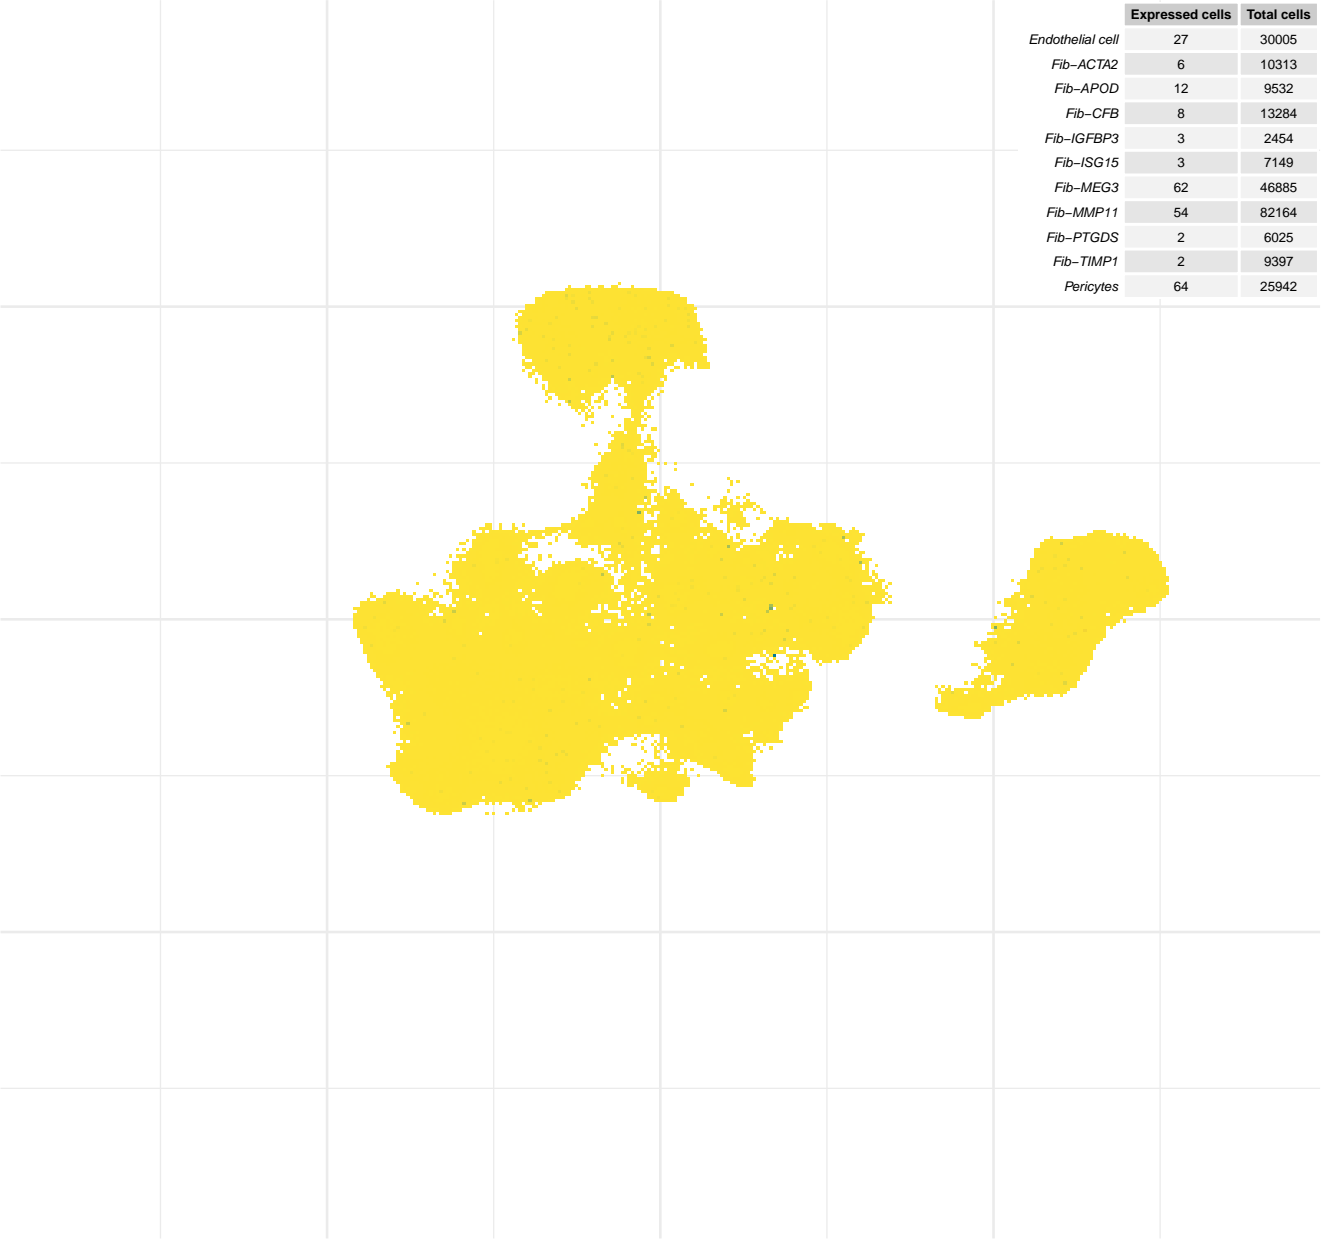 Expressed cells Total cells
Endothelial cell 27 30005
Fib−ACTA2 6 10313
Fib−APOD 12 9532
Fib−CFB 8 13284
Fib−IGFBP3 3 2454
Fib−ISG15 3 7149
Fib−MEG3 62 46885
Fib−MMP11 54 82164
Fib−PTGDS 2 6025
Fib−TIMP1 2 9397
Pericytes 64 25942